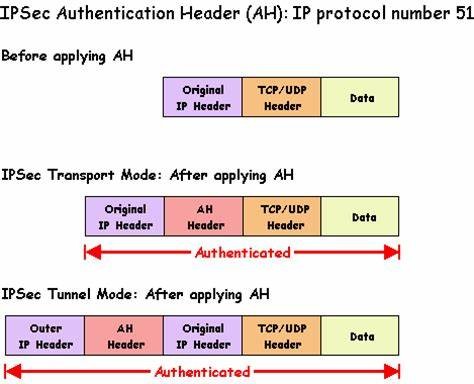 IPSec Authentication Header (AH): IP protocol number 51
Before applying AH
Original IP Header
TCP/UDP Header
Data
IPSec Transport Mode: After applying AH
Original IP Header
AH Header
TCP/UDP Header
Data
Authenticated
IPSec Tunnel Mode: After applying AH
Outer IP Header
AH Header
Original IP Header
TCP/UDP Header
Data
Authenticated